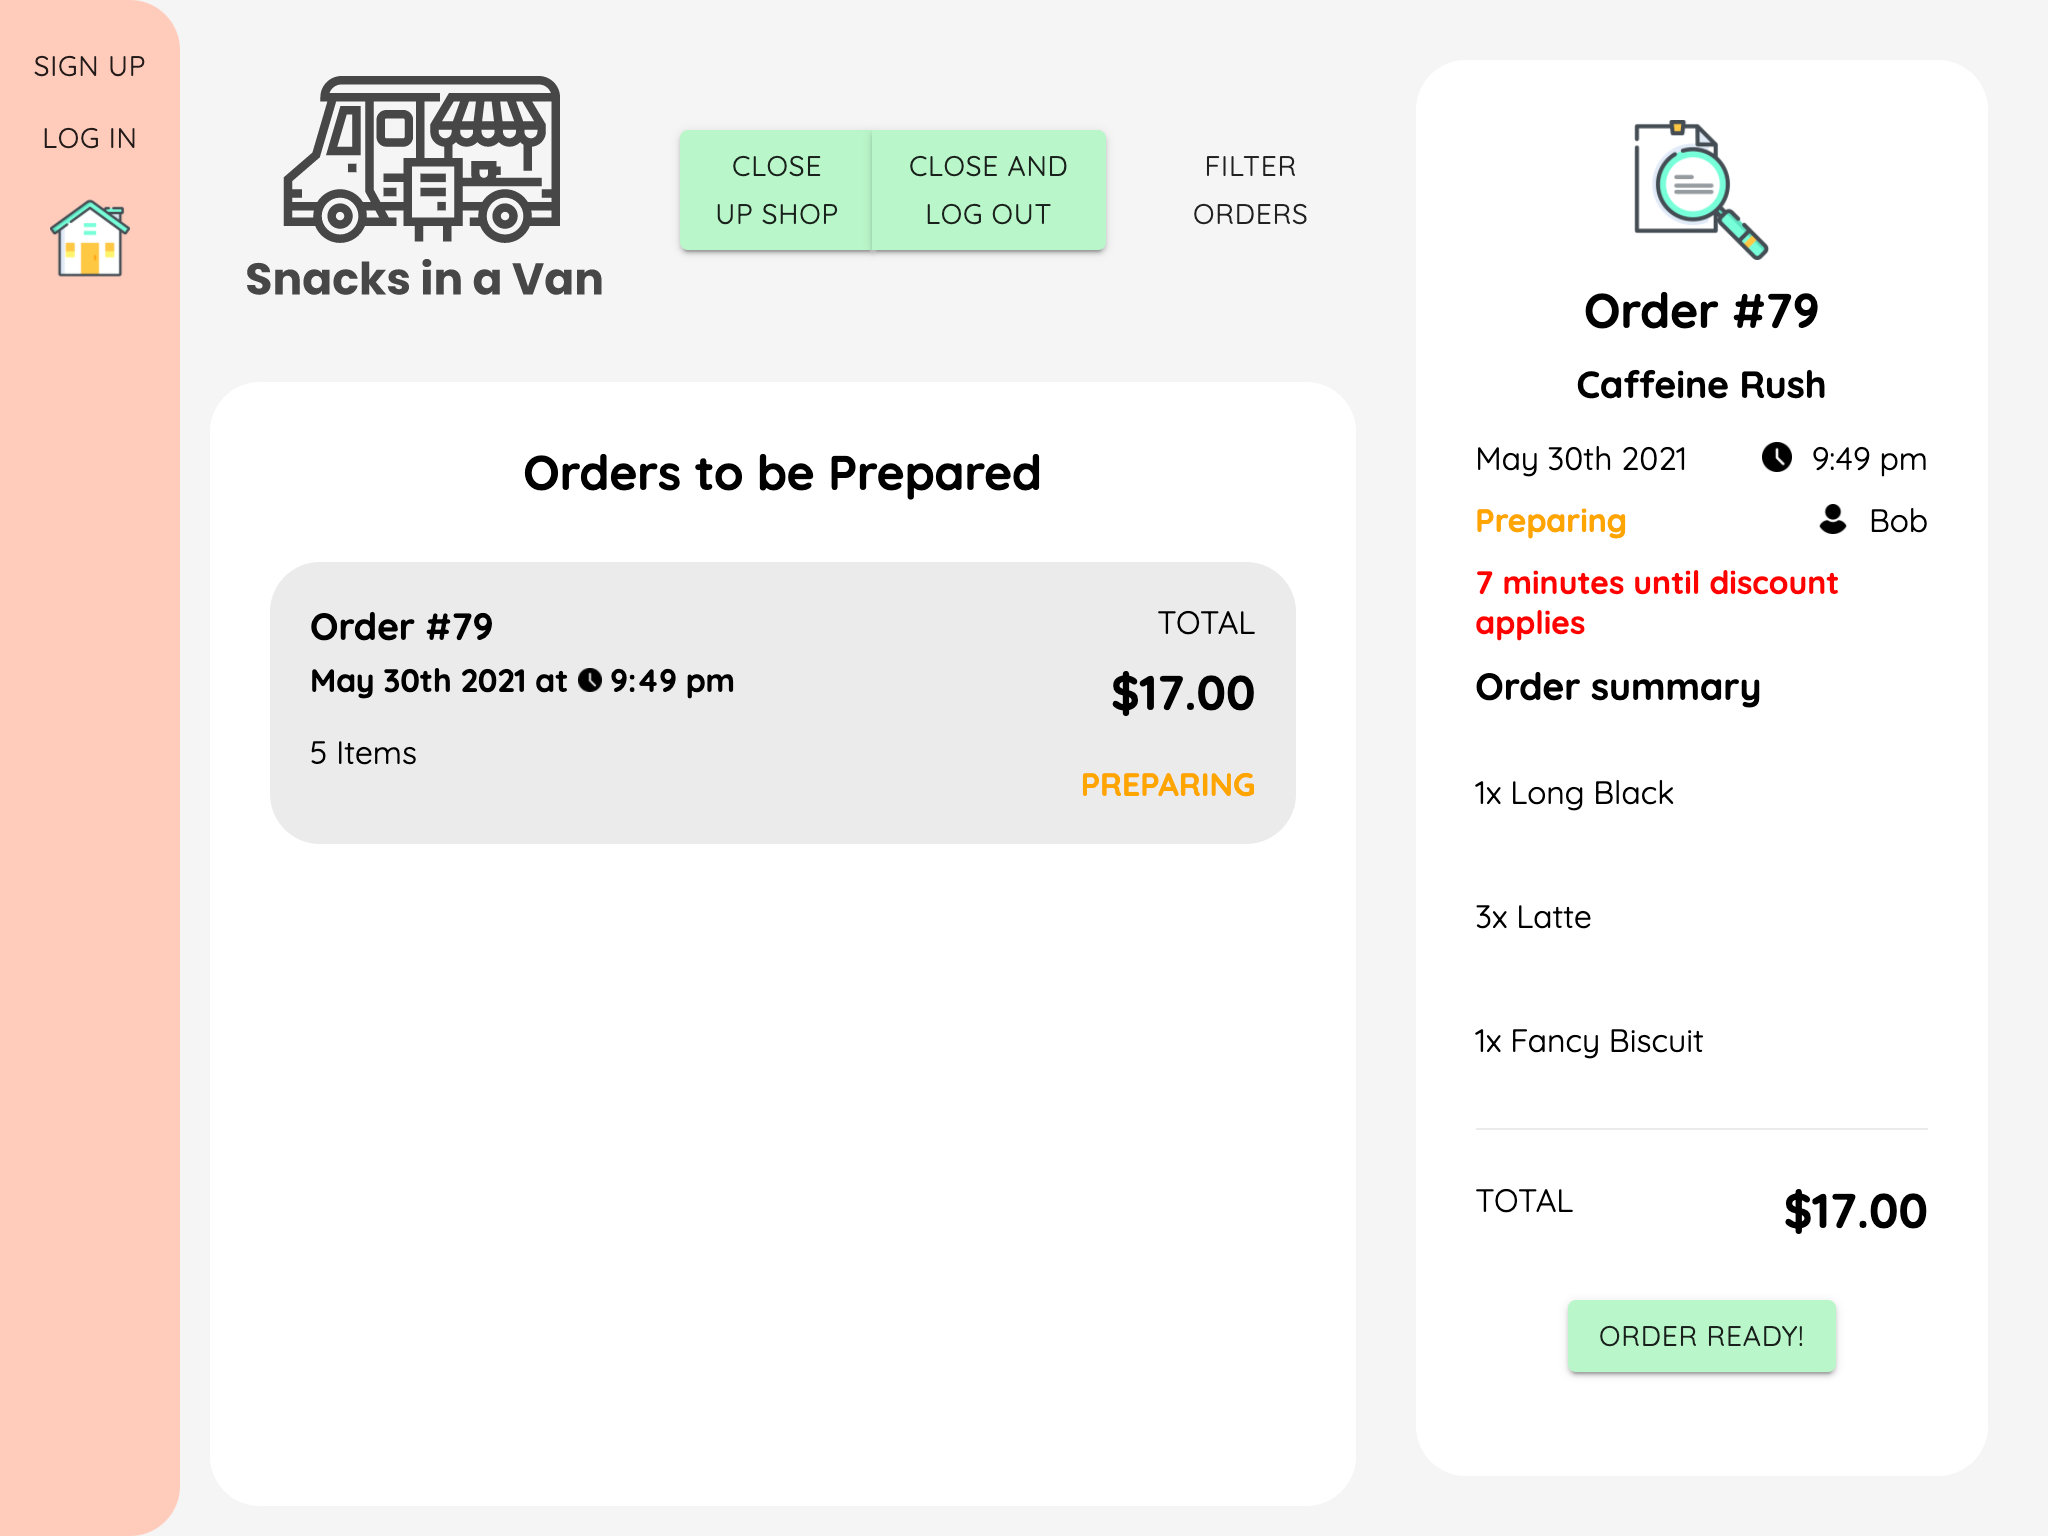 SIGN UP
LOG IN
Snacks in a Van
CLOSE
UP SHOP
CLOSE AND
LOG OUT
FILTER
ORDERS
Orders to be Prepared
Order #79
May 30th 2021 at 9:49 pm
5 Items
TOTAL
$17.00
PREPARING
Order #79
Caffeine Rush
May 30th 2021 9:49 pm
Preparing Bob
7 minutes until discount
applies
Order summary
1x Long Black
3x Latte
1x Fancy Biscuit
TOTAL $17.00
ORDER READY!